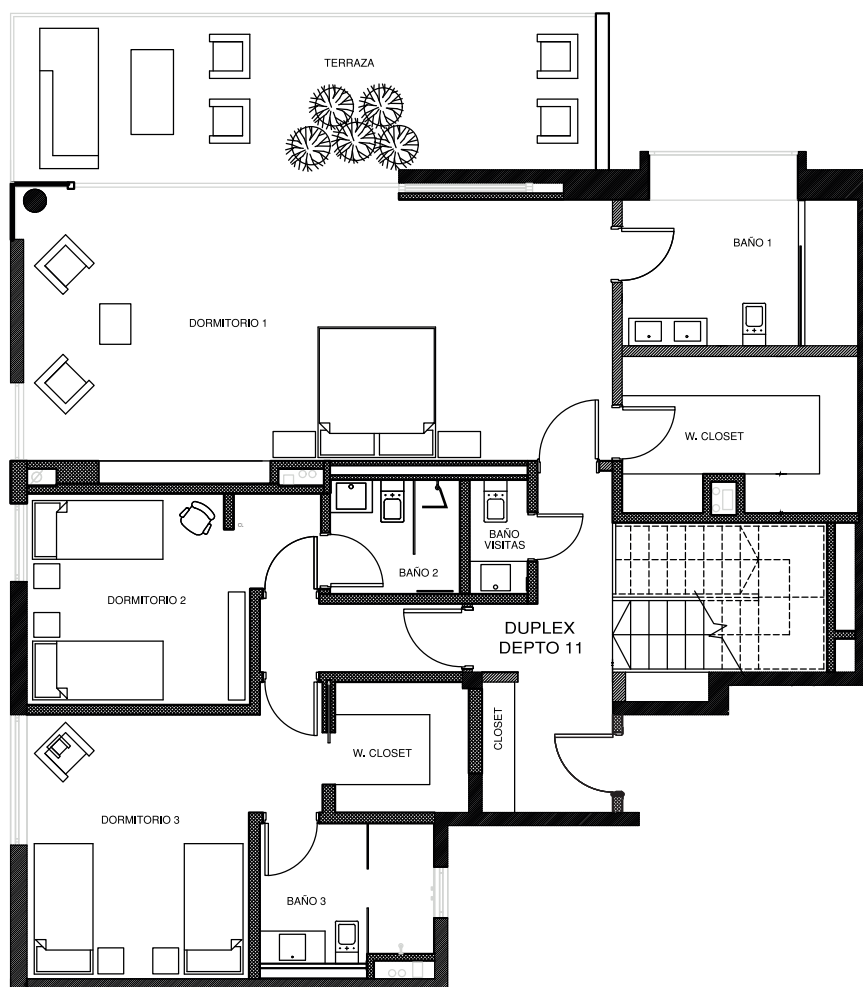 TERRAZA
BAÑO 1
DORMITORIO 1
W. CLOSET
BAÑO
VISITAS
BAÑO 2
DORMITORIO 2
DUPLEX
DEPTO 11
CLOSET
W. CLOSET
DORMITORIO 3
BAÑO 3